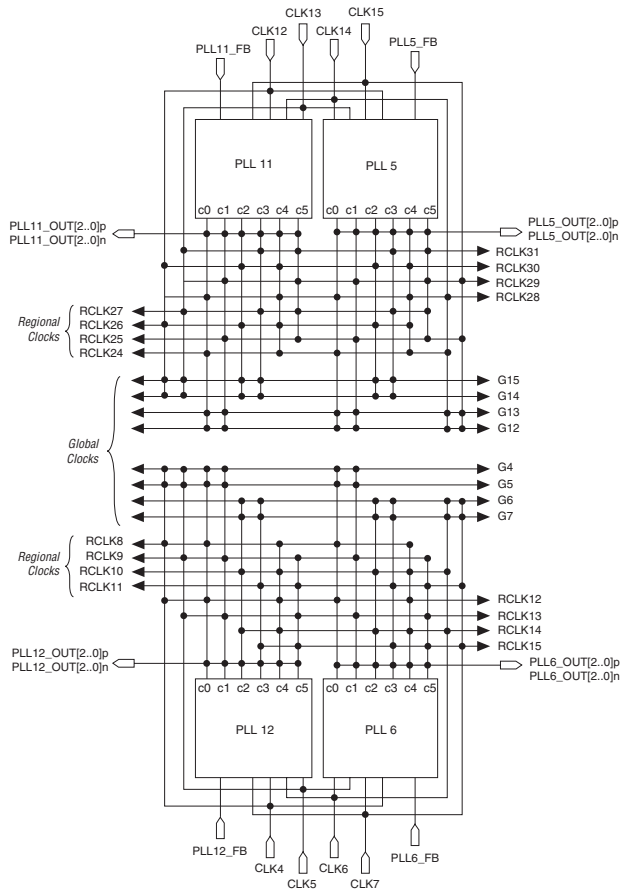 CLK13
CLK15
CLK12
CLK14
PLL11_FB
PLL5_FB
PLL 11
PLL 5
c0 c1 c2 c3 c4 c5
c0 c1 c2 c3 c4 c5
PLL11_OUT[2..0]p
PLL11_OUT[2..0]n
PLL5_OUT[2..0]p
PLL5_OUT[2..0]n
RCLK31
RCLK30
RCLK29
RCLK28
Regional
Clocks
RCLK27
RCLK26
RCLK25
RCLK24
G15
G14
G13
G12
Global
Clocks
G4
G5
G6
G7
Regional
Clocks
RCLK8
RCLK9
RCLK10
RCLK11
RCLK12
RCLK13
RCLK14
RCLK15
PLL12_OUT[2..0]p
PLL12_OUT[2..0]n
PLL6_OUT[2..0]p
PLL6_OUT[2..0]n
c0 c1 c2 c3 c4 c5
c0 c1 c2 c3 c4 c5
PLL 12
PLL 6
PLL12_FB
PLL6_FB
CLK4
CLK6
CLK5
CLK7